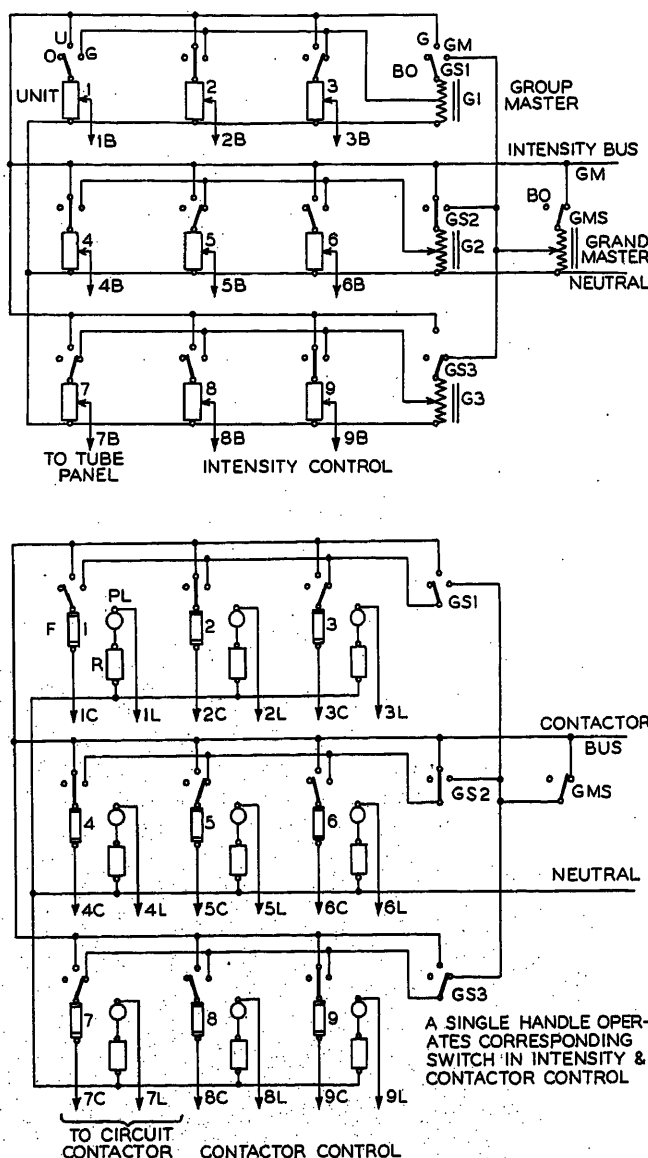 U
O G
G GM
BO GS1
UNIT 1 2 3 G1
GROUP
MASTER
1B 2B 3B
INTENSITY BUS
GM
BO
GS2 GMS
4 5 6 G2 GRAND
MASTER
4B 5B 6B NEUTRAL
GS3
7 8 9 G3
7B 8B 9B
TO TUBE
PANEL
INTENSITY CONTROL
PL GS1
F 1 2 3
R
1C 1L 2C 2L 3C 3L
CONTACTOR
BUS
GS2 GMS
4 5 6
NEUTRAL
4C 4L 5C 5L 6C 6L
GS3
7 8 9
A SINGLE HANDLE OPER-
ATES CORRESPONDING
SWITCH IN INTENSITY &
CONTACTOR CONTROL
7C 7L 8C 8L 9C 9L
TO CIRCUIT
CONTACTOR
CONTACTOR CONTROL